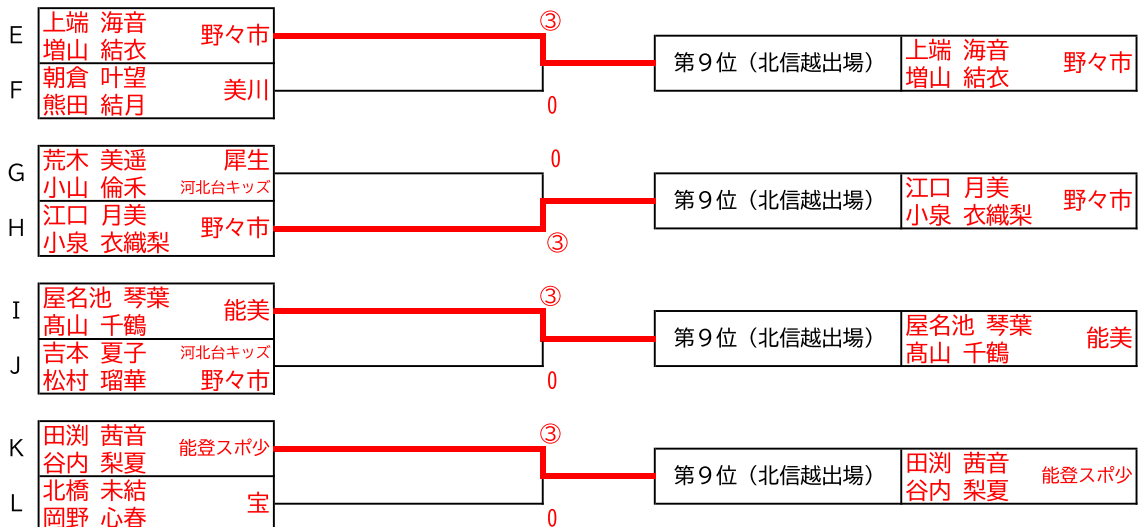 E 上端 海音 野々市
増山 結衣
③
第９位（北信越出場） 上端 海音 野々市
増山 結衣
F 朝倉 叶望 美川
熊田 結月
0
G 荒木 美遥 犀生
小山 倫禾 河北台キッズ
0
第９位（北信越出場） 江口 月美 野々市
小泉 衣織梨
H 江口 月美 野々市
小泉 衣織梨
③
I 屋名池 琴葉 能美
髙山 千鶴
③
第９位（北信越出場） 屋名池 琴葉 能美
髙山 千鶴
J 吉本 夏子 河北台キッズ
松村 瑠華 野々市
0
K 田渕 茜音 能登スポ少
谷内 梨夏
③
第９位（北信越出場） 田渕 茜音 能登スポ少
谷内 梨夏
L 北橋 未結 宝
岡野 心春
0